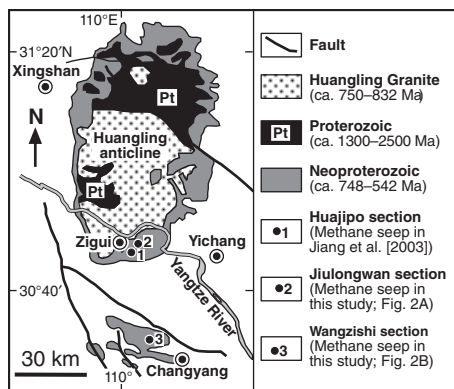 110°E
31°20'N
Xingshan
N
Pt
Huangling
anticline
Pt
Zigui
2
1
Yichang
Yangtze River
30°40'
3
30 km
Changyang
110°
Fault
Huangling Granite
(ca. 750–832 Ma)
Pt
Proterozoic
(ca. 1300–2500 Ma)
Neoproterozoic
(ca. 748–542 Ma)
1
Huajipo section
(Methane seep in
Jiang et al. [2003])
2
Jiulongwan section
(Methane seep in
this study; Fig. 2A)
3
Wangzishi section
(Methane seep in
this study; Fig. 2B)